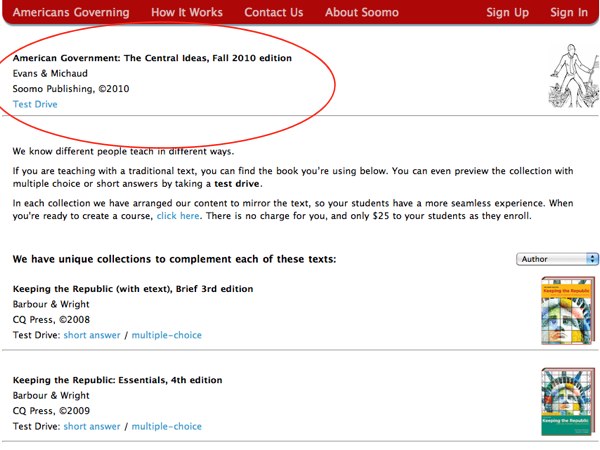 Americans Governing How It Works Contact Us About Soomo Sign Up Sign In
American Government: The Central Ideas, Fall 2010 edition
Evans & Michaud
Soomo Publishing, ©2010
Test Drive
We know different people teach in different ways.
If you are teaching with a traditional text, you can find the book you're using below. You can even preview the collection with
multiple choice or short answers by taking a test drive.
In each collection we have arranged our content to mirror the text, so your students have a more seamless experience. When
you're ready to create a course, click here. There is no charge for you, and only $25 to your students as they enroll.
We have unique collections to complement each of these texts:
Author
Keeping the Republic (with etext), Brief 3rd edition
Barbour & Wright
CQ Press, ©2008
Test Drive: short answer / multiple-choice
Keeping the Republic
Keeping the Republic: Essentials, 4th edition
Barbour & Wright
CQ Press, ©2009
Test Drive: short answer / multiple-choice
Keeping the Republic